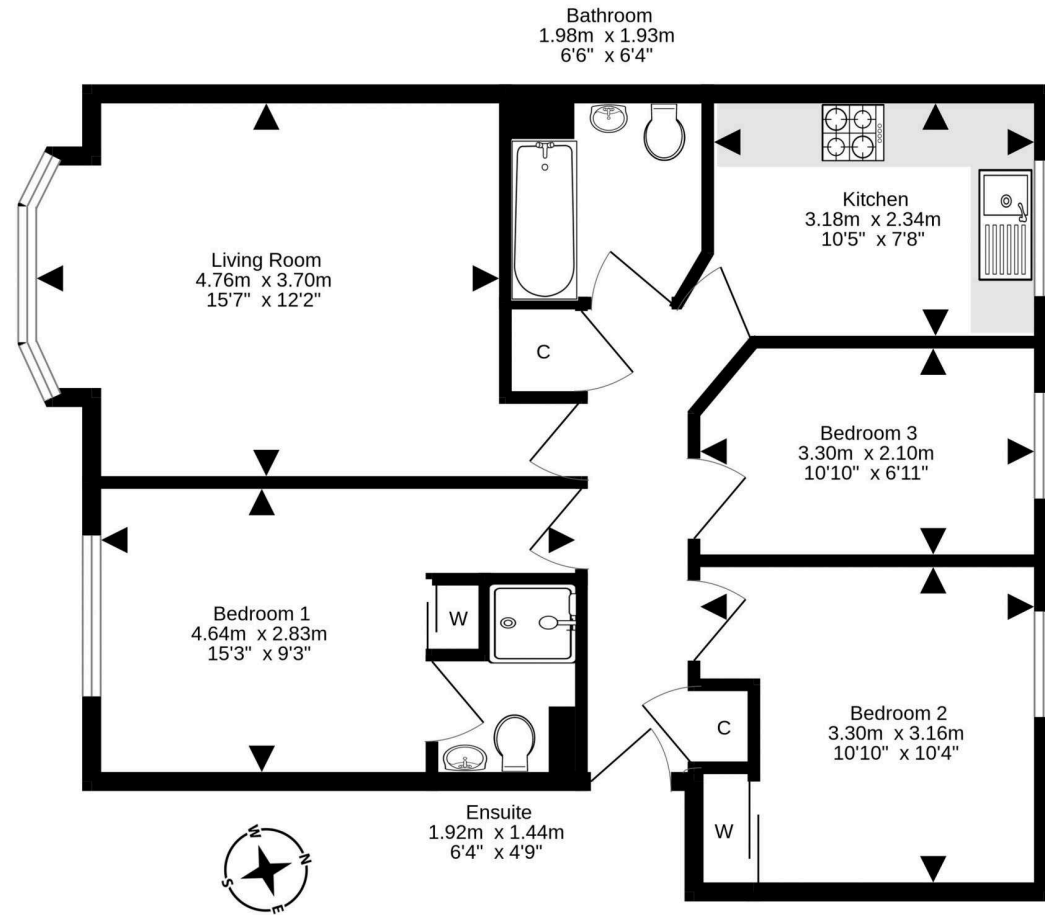 Bathroom
1.98m x 1.93m
6'6" x 6'4"
Living Room
4.76m x 3.70m
15'7" x 12'2"
Kitchen
3.18m x 2.34m
10'5" x 7'8"
C
Bedroom 3
3.30m x 2.10m
10'10" x 6'11"
Bedroom 1
4.64m x 2.83m
15'3" x 9'3"
W
Bedroom 2
3.30m x 3.16m
10'10" x 10'4"
C
W
Ensuite
1.92m x 1.44m
6'4" x 4'9"
W
N
S
E